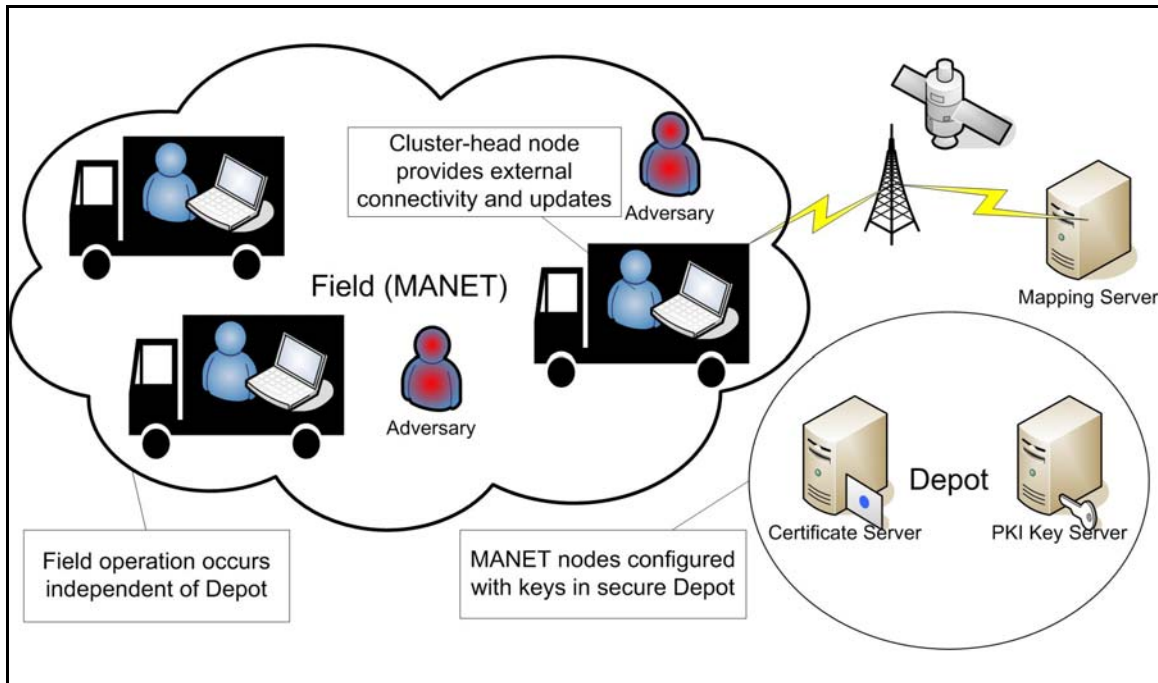 Cluster-head node
provides external
connectivity and updates
Adversary
Field (MANET)
Mapping Server
Adversary
Depot
Certificate Server
PKI Key Server
Field operation occurs
independent of Depot
MANET nodes configured
with keys in secure Depot